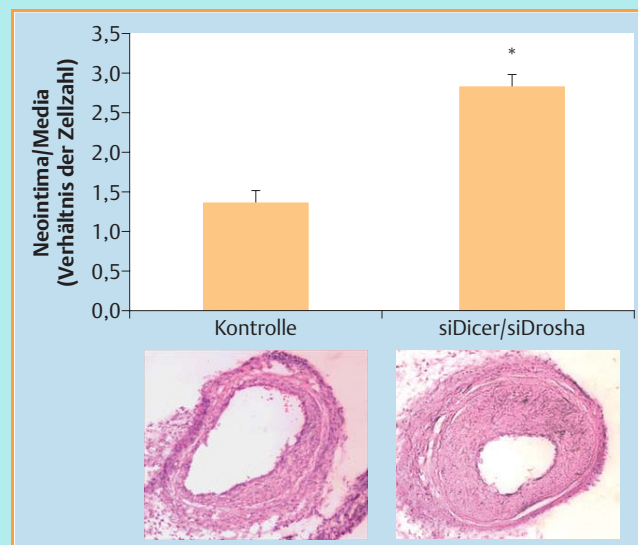 Neointima/Media
(Verhältnis der Zellzahl)
3,5
3,0
2,5
2,0
1,5
1,0
0,5
0,0
*
Kontrolle
siDicer/siDrosha